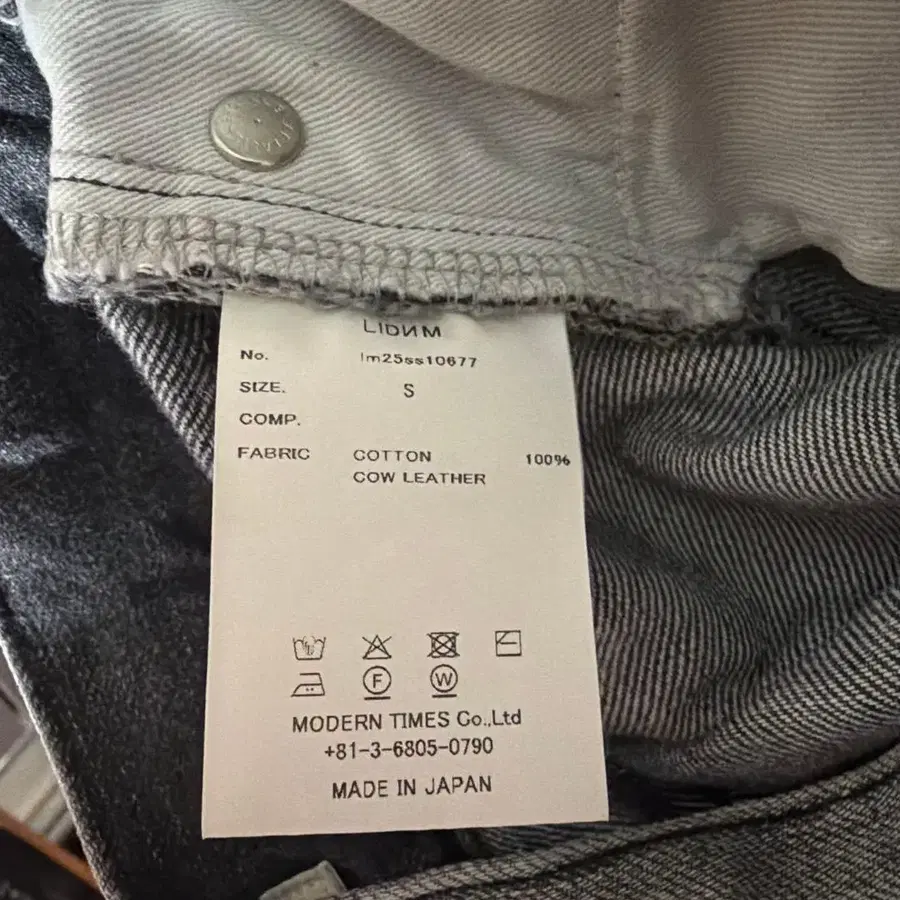 LIDИM
No. lm25ss10677
SIZE. S
COMP.
FABRIC COTTON 100%
COW LEATHER
F W
MODERN TIMES Co.,Ltd
+81-3-6805-0790
MADE IN JAPAN